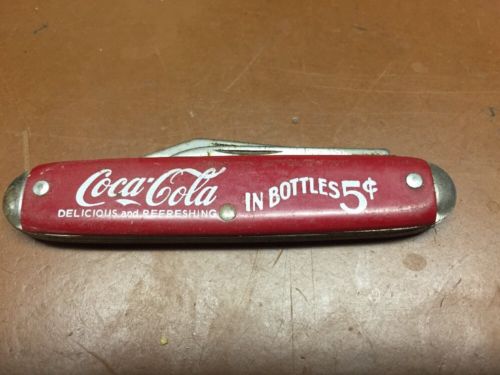 Coca-Cola
DELICIOUS and REFRESHING
IN BOTTLES 5¢